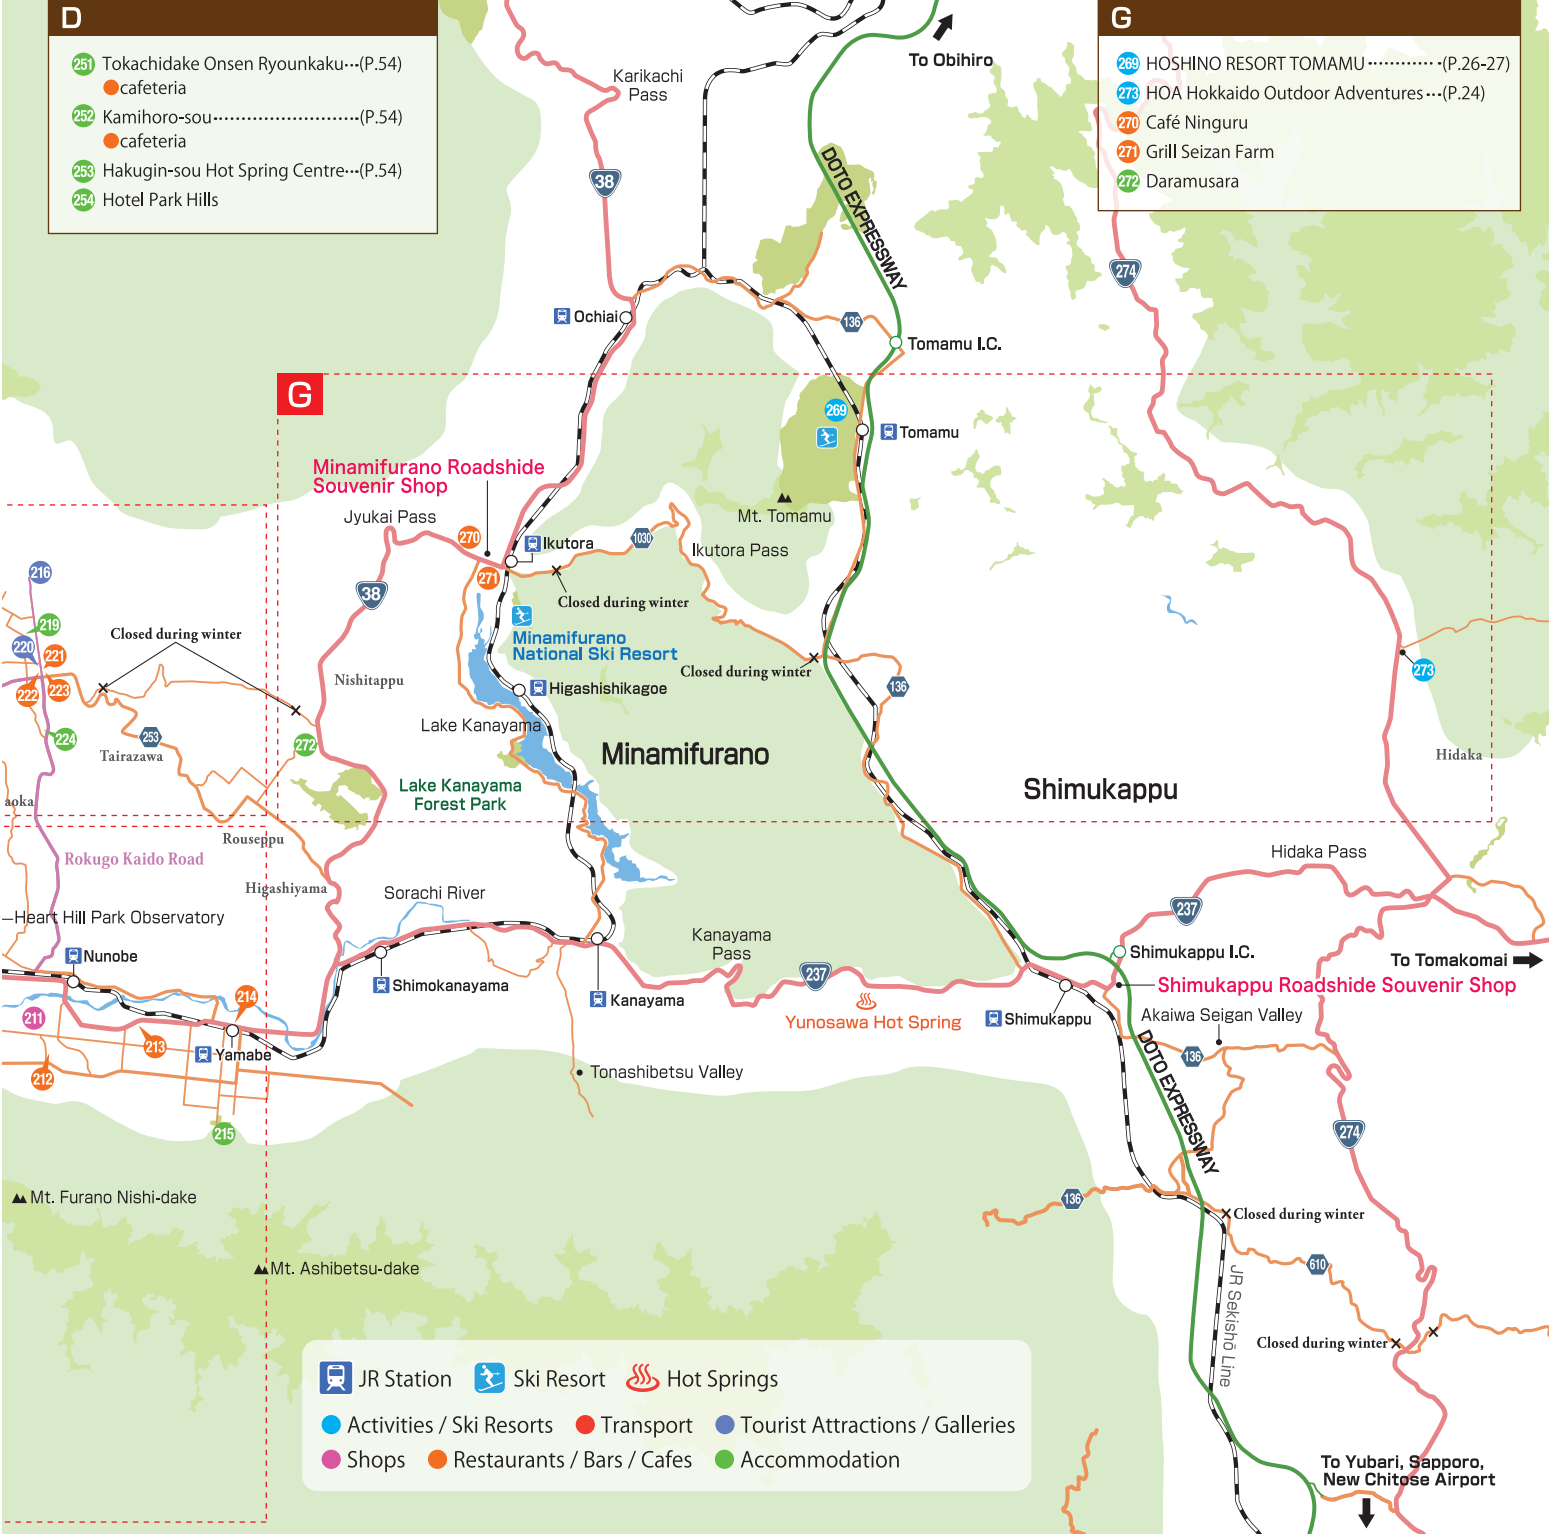 D
251 Tokachidake Onsen Ryounkaku···(P.54)
cafeteria
252 Kamihoro-sou··························(P.54)
cafeteria
253 Hakugin-sou Hot Spring Centre···(P.54)
254 Hotel Park Hills
G
269 HOSHINO RESORT TOMAMU·············(P.26-27)
273 HOA Hokkaido Outdoor Adventures···(P.24)
270 Café Ninguru
271 Grill Seizan Farm
272 Daramusara
To Obihiro
Karikachi
Pass
38
DOTO EXPRESSWAY
274
Ochiai
136
Tomamu I.C.
G
269
Tomamu
Minamifurano Roadshide
Souvenir Shop
Jyukai Pass
270
Mt. Tomamu
Ikutora
1030
Ikutora Pass
271
38
Closed during winter
216
219
220
221
222
223
224
Closed during winter
Minamifurano
National Ski Resort
Closed during winter
273
Nishitappu
Higashishikagoe
136
Lake Kanayama
253
Tairazawa
272
Minamifurano
Hidaka
Lake Kanayama
Forest Park
Shimukappu
aoka
Rouseppu
Rokugo Kaido Road
Hidaka Pass
Higashiyama
Sorachi River
237
Heart Hill Park Observatory
Kanayama
Pass
Nunobe
Shimukappu I.C.
To Tomakomai
237
Shimokanayama
Kanayama
Shimukappu Roadshide Souvenir Shop
214
211
Yunosawa Hot Spring
Shimukappu
Akaiwa Seigan Valley
213
Yamabe
136
DOTO EXPRESSWAY
212
Tonashibetsu Valley
215
274
Mt. Furano Nishi-dake
136
Closed during winter
Mt. Ashibetsu-dake
610
JR Sekishō Line
Closed during winter
JR Station
Ski Resort
Hot Springs
Activities / Ski Resorts
Transport
Tourist Attractions / Galleries
Shops
Restaurants / Bars / Cafes
Accommodation
To Yubari, Sapporo,
New Chitose Airport